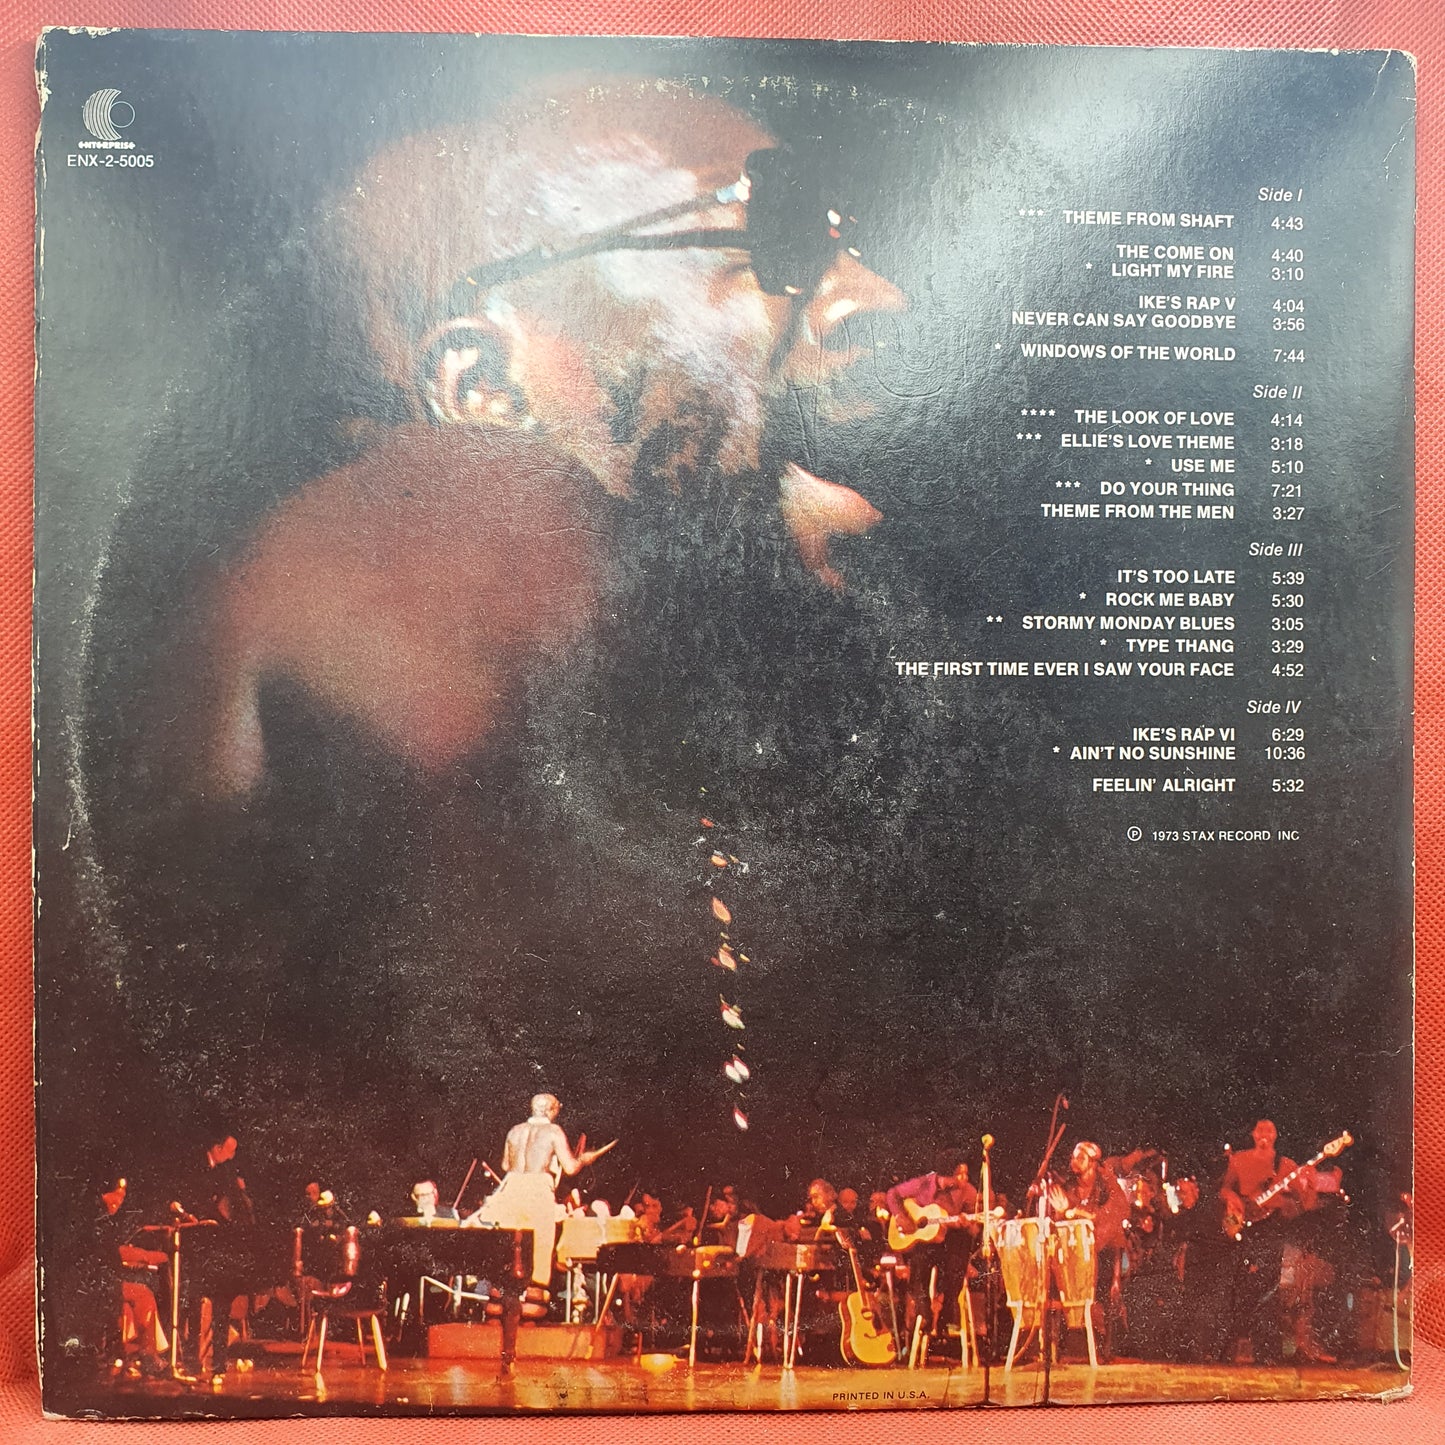 ENTERPRISE
ENX-2-5005
Side I
*** THEME FROM SHAFT 4:43
THE COME ON 4:40
* LIGHT MY FIRE 3:10
IKE'S RAP V 4:04
NEVER CAN SAY GOODBYE 3:56
* WINDOWS OF THE WORLD 7:44
Side II
**** THE LOOK OF LOVE 4:14
*** ELLIE'S LOVE THEME 3:18
* USE ME 5:10
*** DO YOUR THING 7:21
THEME FROM THE MEN 3:27
Side III
IT'S TOO LATE 5:39
* ROCK ME BABY 5:30
** STORMY MONDAY BLUES 3:05
* TYPE THANG 3:29
THE FIRST TIME EVER I SAW YOUR FACE 4:52
Side IV
IKE'S RAP VI 6:29
* AIN'T NO SUNSHINE 10:36
FEELIN' ALRIGHT 5:32
Ⓟ 1973 STAX RECORD INC
PRINTED IN U.S.A.